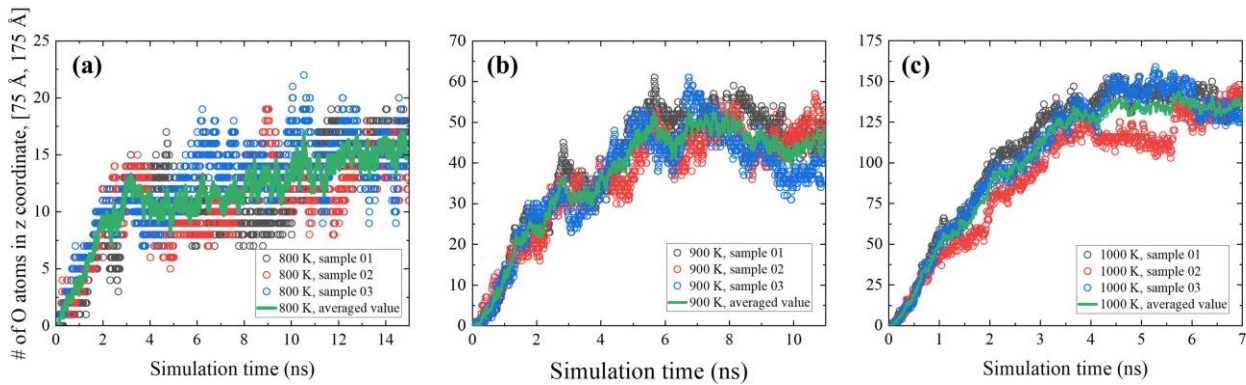 # of O atoms in z coordinate, [75 Å, 175 Å]
(a)
25
20
15
10
5
0
0 2 4 6 8 10 12 14
Simulation time (ns)
800 K, sample 01
800 K, sample 02
800 K, sample 03
800 K, averaged value
(b)
70
60
50
40
30
20
10
0
0 2 4 6 8 10
Simulation time (ns)
900 K, sample 01
900 K, sample 02
900 K, sample 03
900 K, averaged value
(c)
175
150
125
100
75
50
25
0
0 1 2 3 4 5 6 7
Simulation time (ns)
1000 K, sample 01
1000 K, sample 02
1000 K, sample 03
1000 K, averaged value